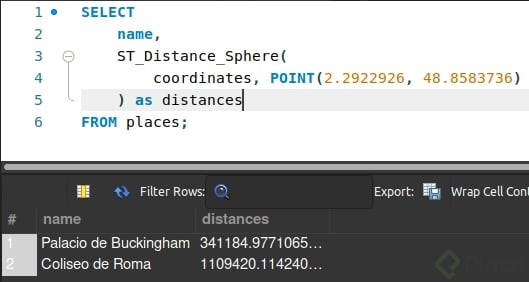 1 SELECT
2 name,
3 ST_Distance_Sphere(
4 coordinates, POINT(2.2922926, 48.8583736)
5 ) as distances
6 FROM places;
Filter Rows: Export: Wrap Cell Cont
# name distances
1 Palacio de Buckingham 341184.9771065...
2 Coliseo de Roma 1109420.114240...